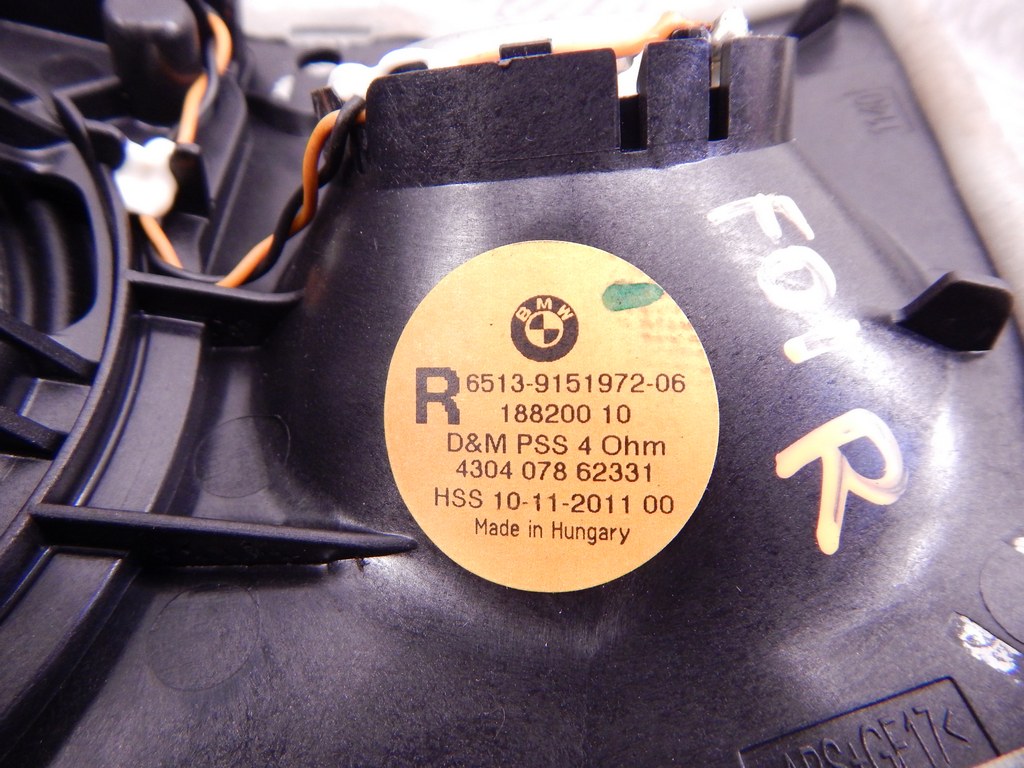 BMW
R 6513-9151972-06
188200 10
D&M PSS 4 Ohm
4304 078 62331
HSS 10-11-2011 00
Made in Hungary
R